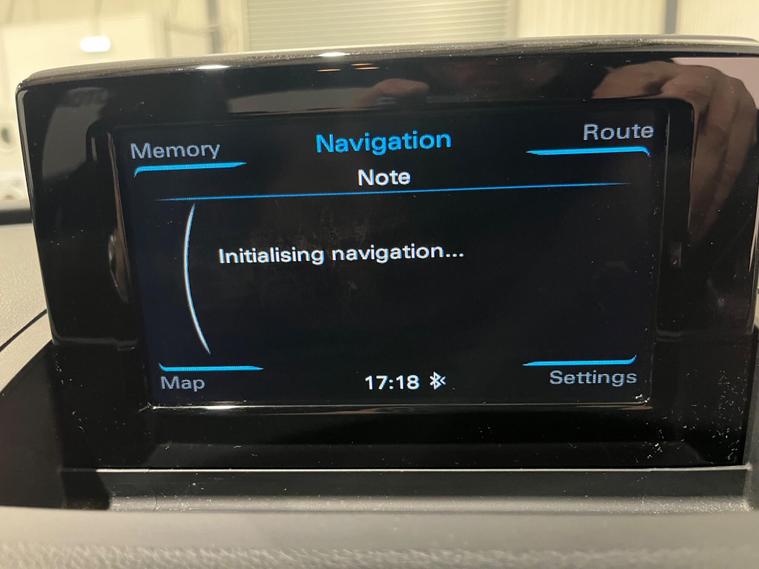 Memory
Navigation
Route
Note
Initialising navigation...
Map
17:18
Settings